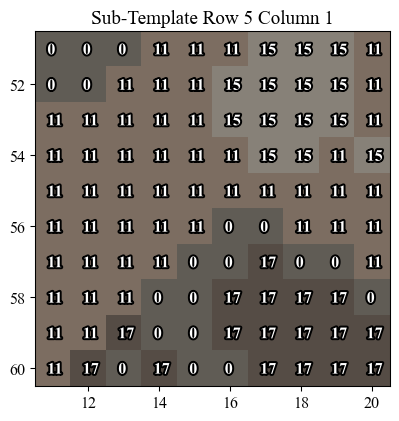 Sub-Template Row 5 Column 1
0 0 0 11 11 11 15 15 15 11
52 0 0 11 11 11 15 15 15 15 11
11 11 11 11 11 15 15 15 15 11
54 11 11 11 11 11 11 15 15 11 15
11 11 11 11 11 11 11 11 11 11
56 11 11 11 11 11 0 0 11 11 11
11 11 11 11 0 0 17 0 0 11
58 11 11 11 0 0 17 17 17 17 0
11 11 17 0 0 17 17 17 17 17
60 11 17 0 17 0 0 17 17 17 17
12 14 16 18 20